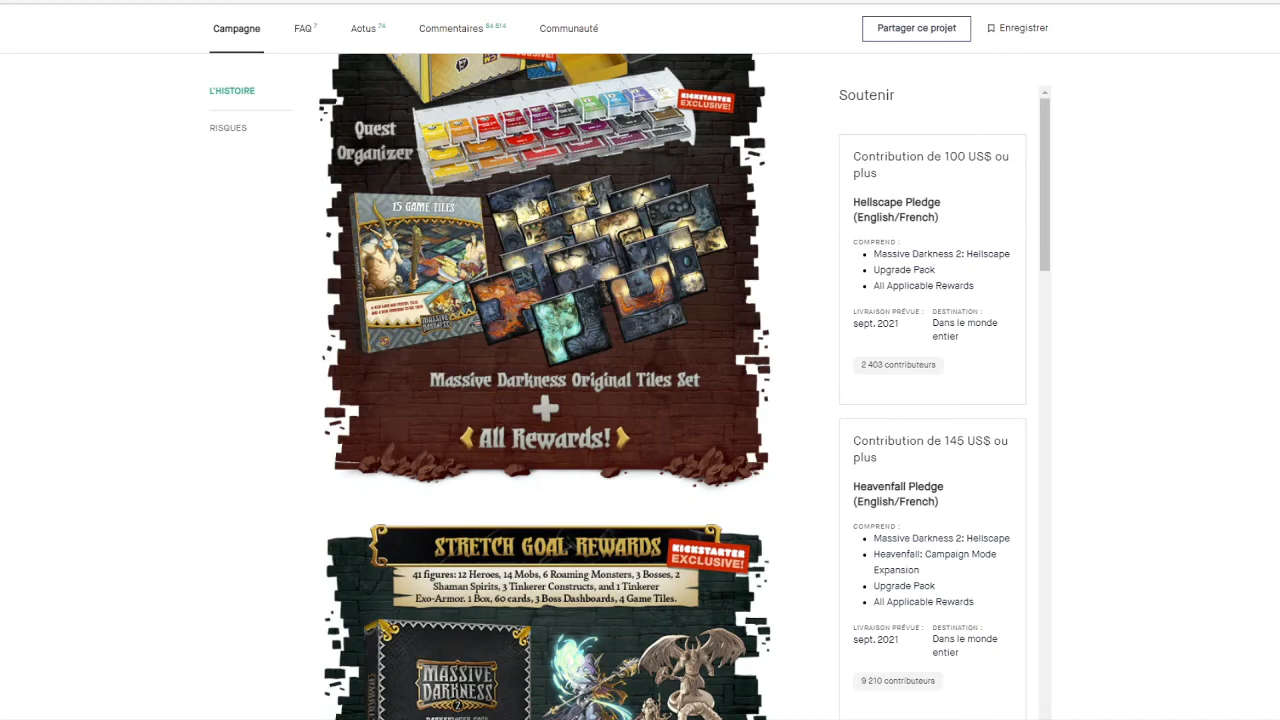 Campagne
FAQ 7
Actus 74
Commentaires 64 814
Communauté
Partager ce projet
Enregistrer
L'HISTOIRE
RISQUES
KICKSTARTER
EXCLUSIVE!
Quest
Organizer
15 GAME TILES
MASSIVE
DARKNESS
Massive Darkness Original Tiles Set
+
All Rewards!
STRETCH GOAL REWARDS
KICKSTARTER
EXCLUSIVE!
41 figures: 12 Heroes, 14 Mobs, 6 Roaming Monsters, 3 Bosses, 2
Shaman Spirits, 3 Tinkerer Constructs, and 1 Tinkerer
Exo-Armor. 1 Box, 60 cards, 3 Boss Dashboards, 4 Game Tiles.
MASSIVE
DARKNESS
2
Soutenir
Contribution de 100 US$ ou
plus
Hellscape Pledge
(English/French)
COMPREND :
Massive Darkness 2: Hellscape
Upgrade Pack
All Applicable Rewards
LIVRAISON PRÉVUE : DESTINATION :
sept. 2021 Dans le monde
entier
2 403 contributeurs
Contribution de 145 US$ ou
plus
Heavenfall Pledge
(English/French)
COMPREND :
Massive Darkness 2: Hellscape
Heavenfall: Campaign Mode
Expansion
Upgrade Pack
All Applicable Rewards
LIVRAISON PRÉVUE : DESTINATION :
sept. 2021 Dans le monde
entier
9 210 contributeurs